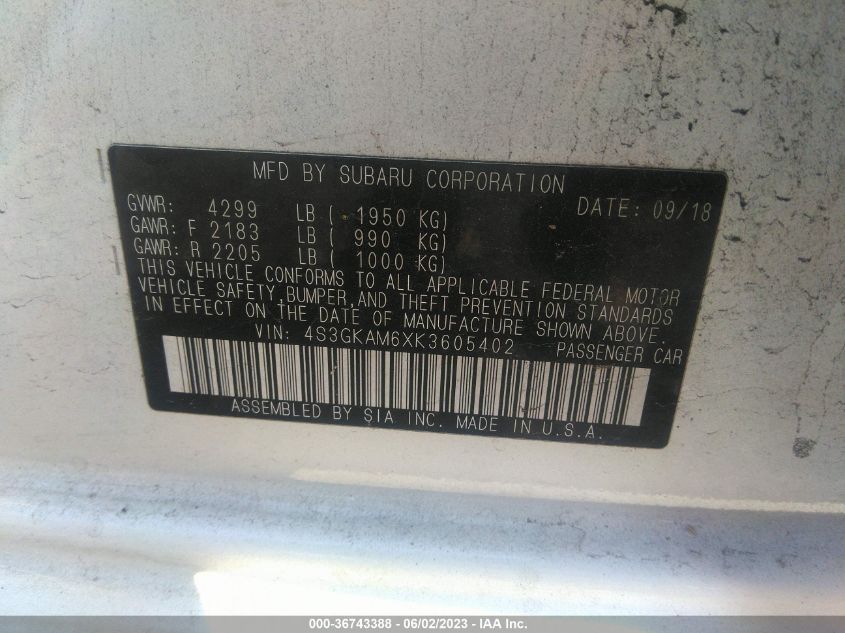 MFD BY SUBARU CORPORATION
GVWR: 4299 LB ( 1950 KG) DATE: 09/18
GAWR: F 2183 LB ( 990 KG)
GAWR: R 2205 LB ( 1000 KG)
THIS VEHICLE CONFORMS TO ALL APPLICABLE FEDERAL MOTOR
VEHICLE SAFETY,BUMPER,AND THEFT PREVENTION STANDARDS
IN EFFECT ON THE DATE OF MANUFACTURE SHOWN ABOVE.
VIN: 4S3GKAM6XK3605402 PASSENGER CAR
ASSEMBLED BY SIA INC. MADE IN U.S.A.
000-36743388 - 06/02/2023 - IAA Inc.